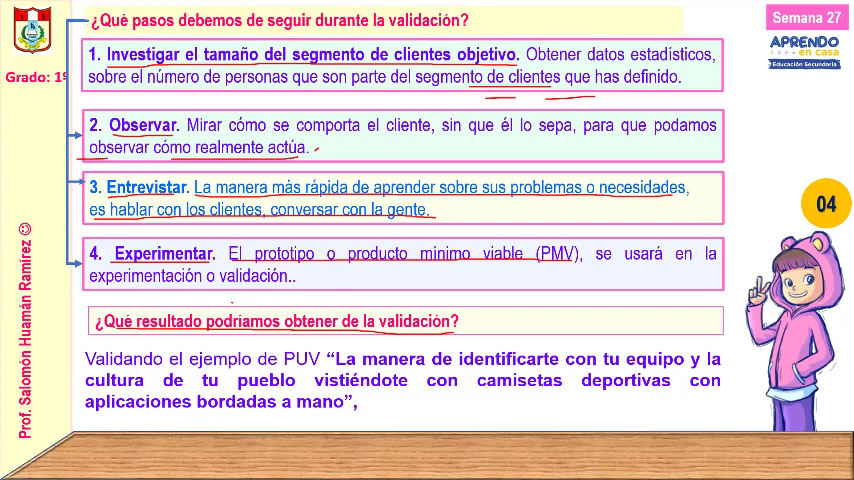 ¿Qué pasos debemos de seguir durante la validación?
Semana 27
APRENDO
en casa
Educación Secundaria
Grado: 1º
1. Investigar el tamaño del segmento de clientes objetivo. Obtener datos estadísticos,
sobre el número de personas que son parte del segmento de clientes que has definido.
2. Observar. Mirar cómo se comporta el cliente, sin que él lo sepa, para que podamos
observar cómo realmente actúa.
3. Entrevistar. La manera más rápida de aprender sobre sus problemas o necesidades,
es hablar con los clientes, conversar con la gente.
04
4. Experimentar. El prototipo o producto mínimo viable (PMV), se usará en la
experimentación o validación..
Prof. Salomón Huamán Ramirez ☺
¿Qué resultado podríamos obtener de la validación?
Validando el ejemplo de PUV “La manera de identificarte con tu equipo y la
cultura de tu pueblo vistiéndote con camisetas deportivas con
aplicaciones bordadas a mano”,